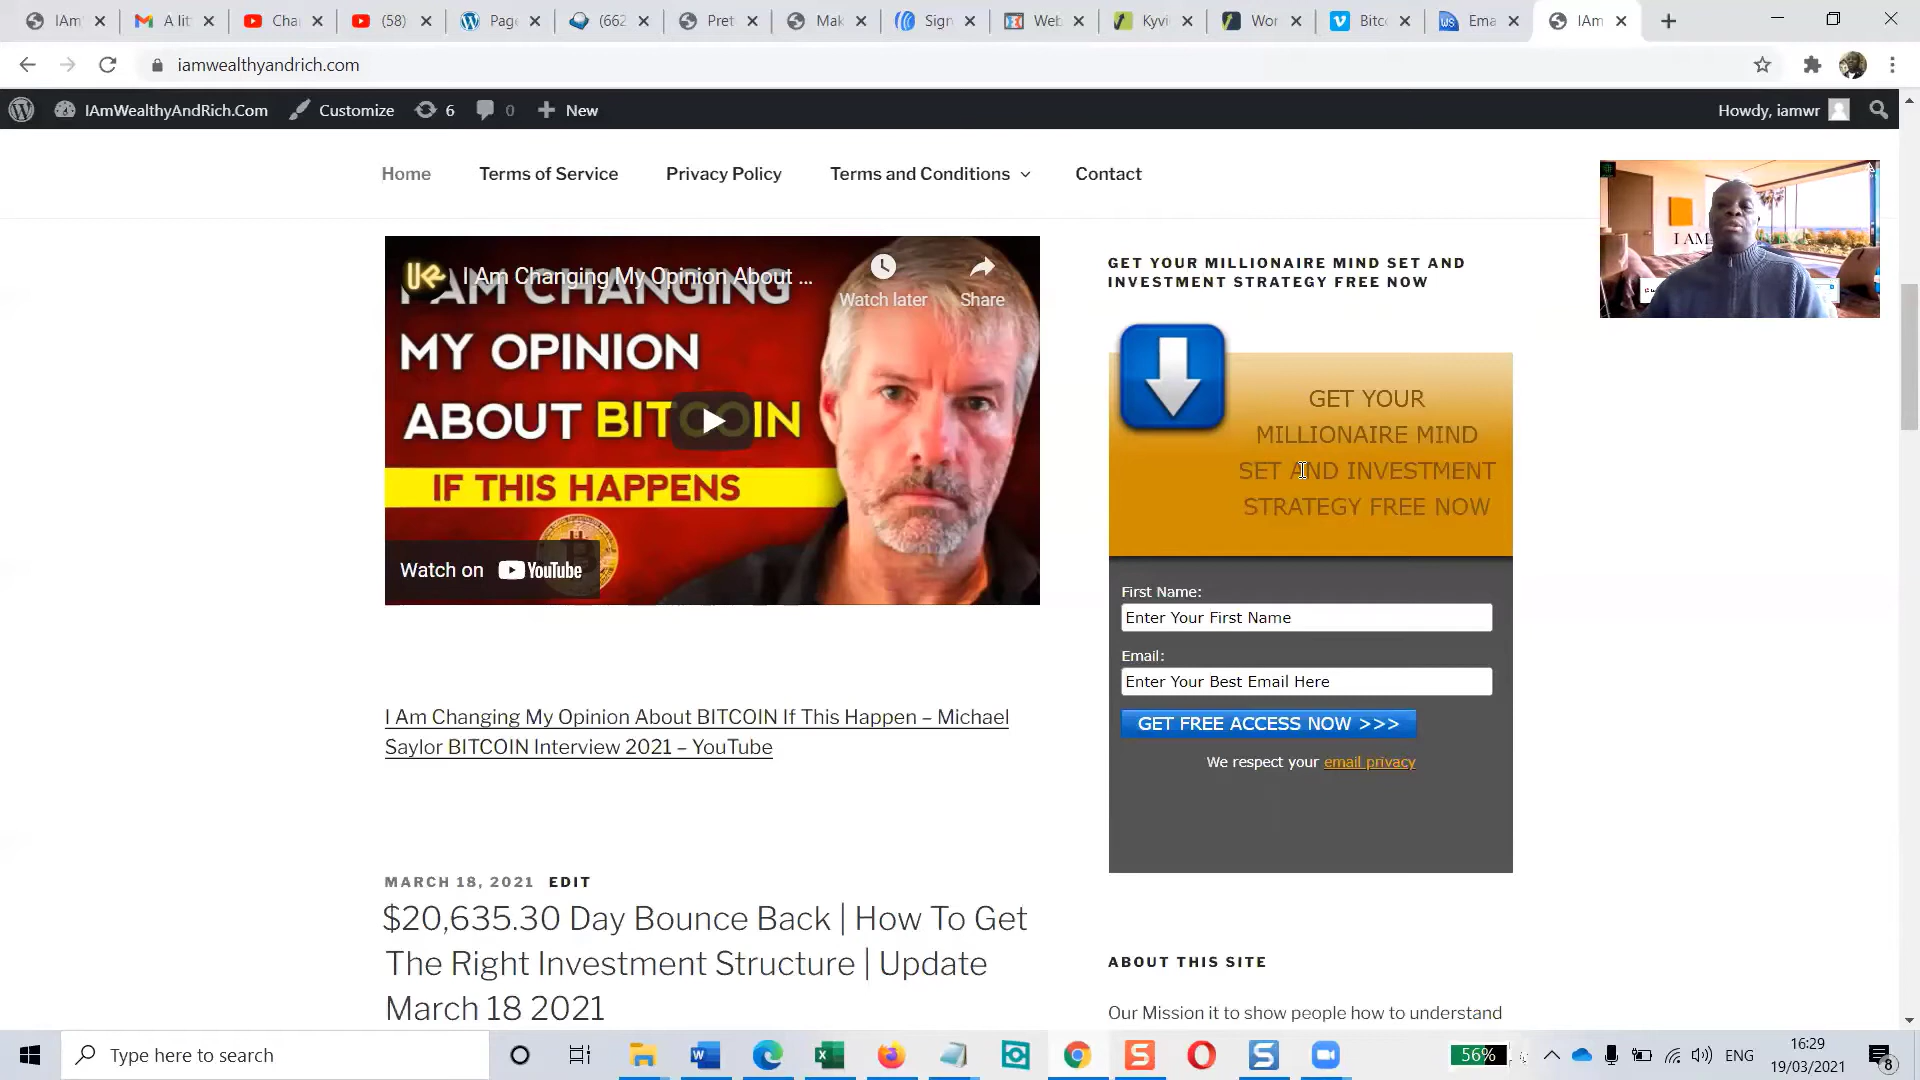 IAm
A lit
Cha
(58)
Page
(662
Pret
Mak
Sign
Web
Kyvi
Wor
Bitc
Ema
IAm
iamwealthyandrich.com
IAmWealthyAndRich.Com
Customize
6
0
New
Howdy, iamwr
Home
Terms of Service
Privacy Policy
Terms and Conditions
Contact
I AM
I Am Changing My Opinion About ...
Watch later
Share
I AM CHANGING
MY OPINION
ABOUT BITCOIN
IF THIS HAPPENS
Watch on YouTube
I Am Changing My Opinion About BITCOIN If This Happen – Michael
Saylor BITCOIN Interview 2021 – YouTube
MARCH 18, 2021 EDIT
$20,635.30 Day Bounce Back | How To Get
The Right Investment Structure | Update
March 18 2021
GET YOUR MILLIONAIRE MIND SET AND
INVESTMENT STRATEGY FREE NOW
GET YOUR
MILLIONAIRE MIND
SET AND INVESTMENT
STRATEGY FREE NOW
First Name:
Enter Your First Name
Email:
Enter Your Best Email Here
GET FREE ACCESS NOW >>>
We respect your email privacy
ABOUT THIS SITE
Our Mission it to show people how to understand
Type here to search
56%
ENG
16:29
19/03/2021
8